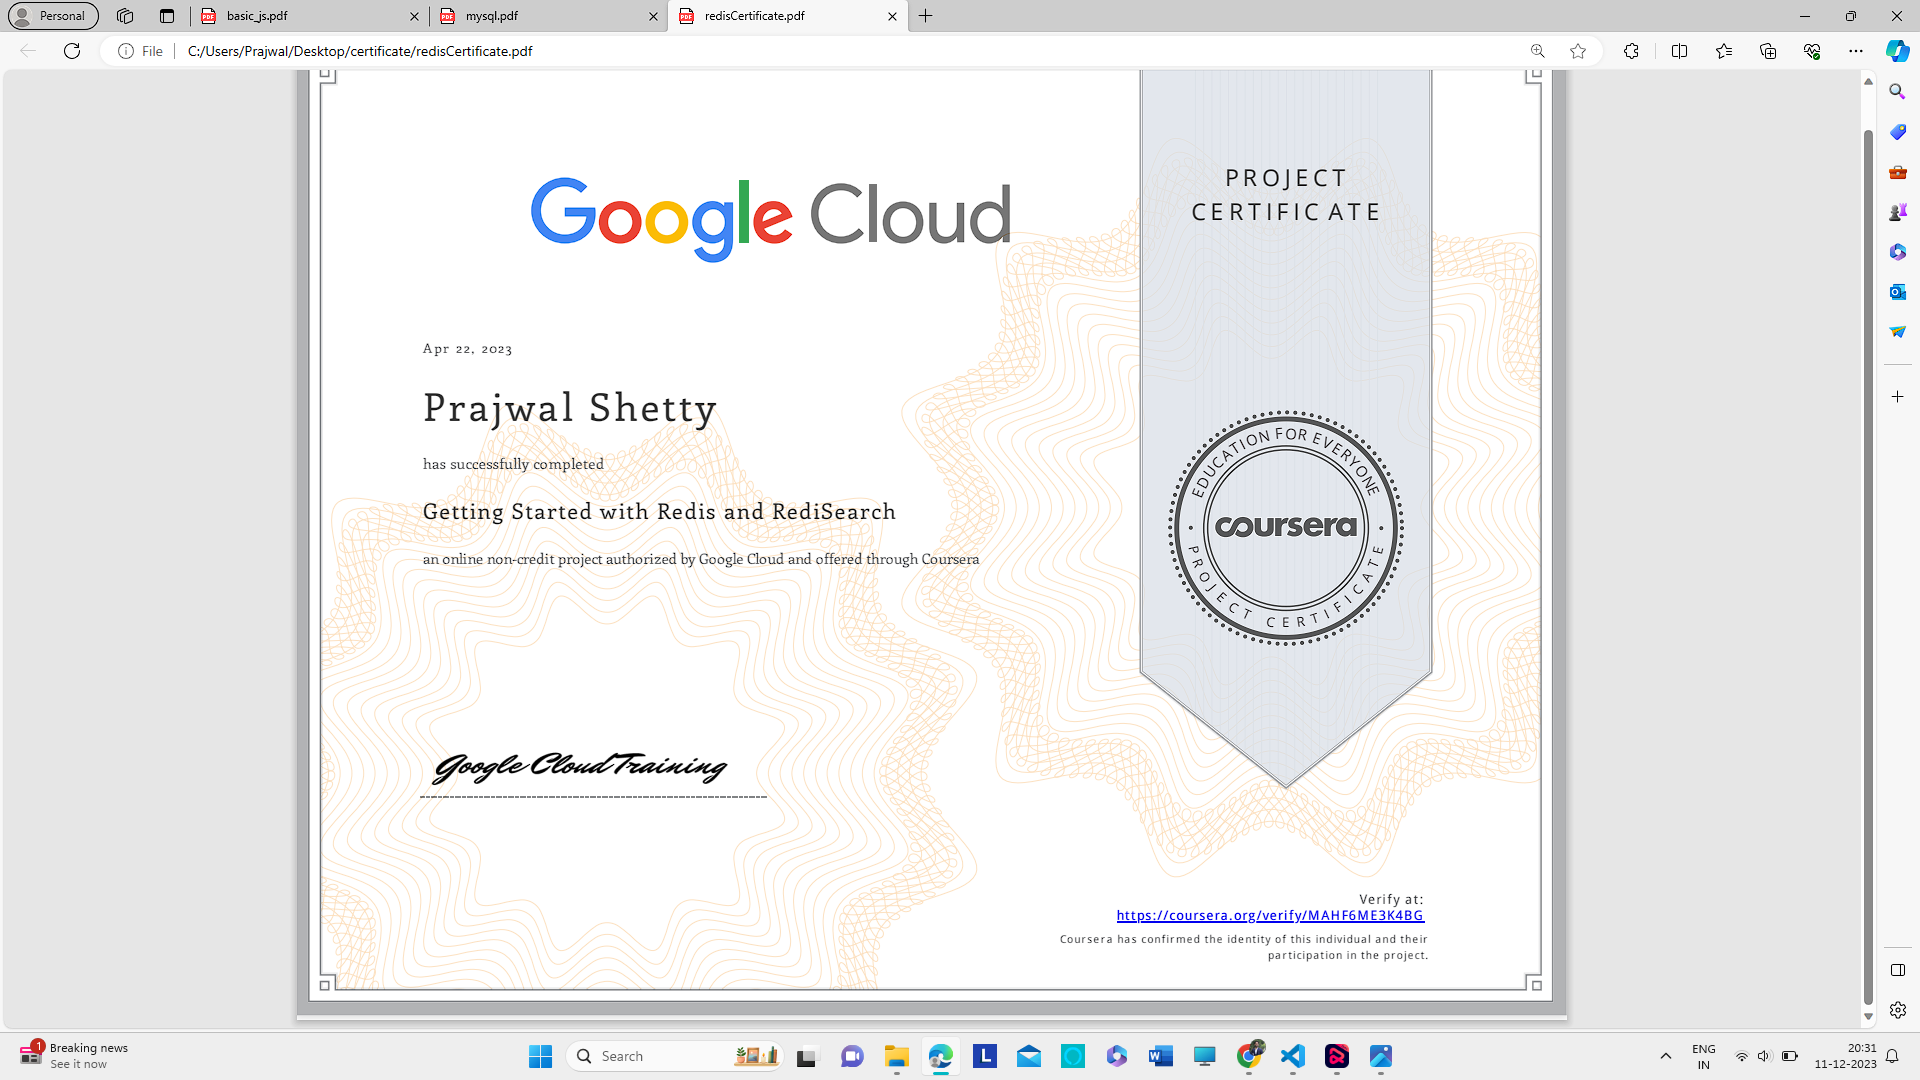 Personal
basic_js.pdf
mysql.pdf
redisCertificate.pdf
File
C:/Users/Prajwal/Desktop/certificate/redisCertificate.pdf
PROJECT
CERTIFICATE
Google Cloud
Apr 22, 2023
Prajwal Shetty
has successfully completed
Getting Started with Redis and RediSearch
an online non-credit project authorized by Google Cloud and offered through Coursera
EDUCATION FOR EVERYONE
coursera
PROJECT CERTIFICATE
Google Cloud Training
Verify at:
https://coursera.org/verify/MAHF6ME3K4BG
Coursera has confirmed the identity of this individual and their
participation in the project.
1
Breaking news
See it now
Search
ENG
IN
20:31
11-12-2023